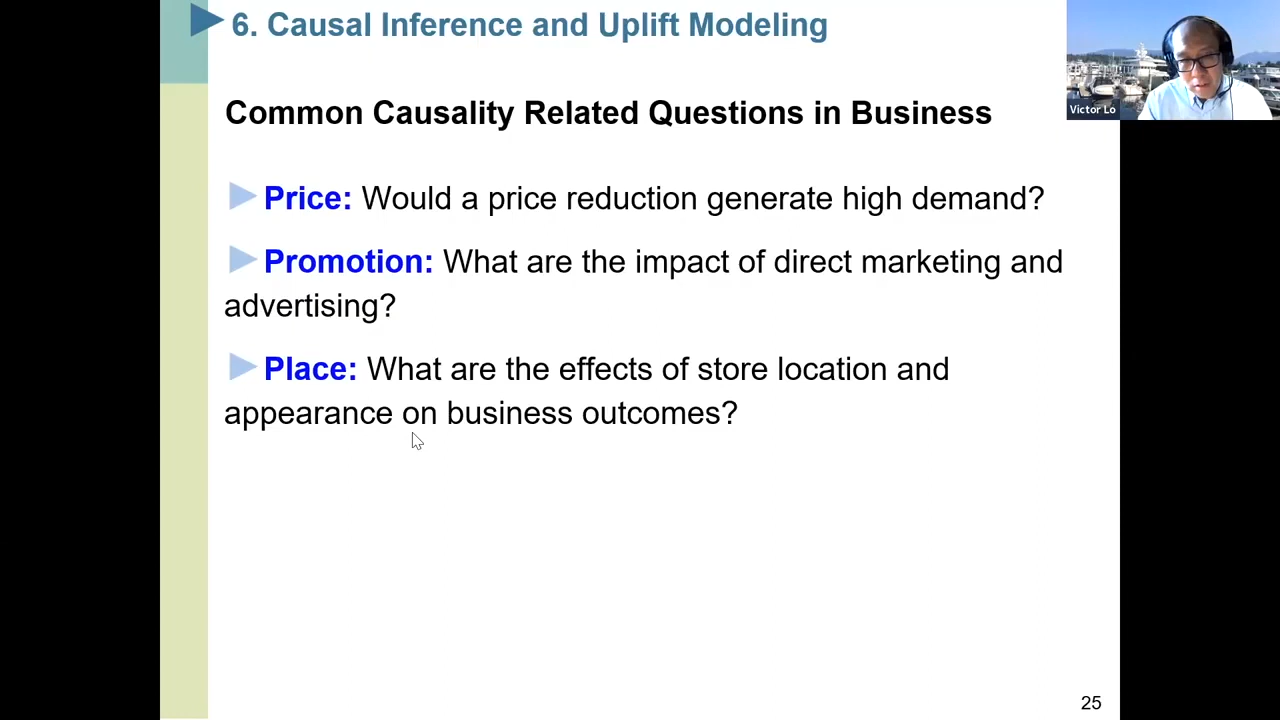 6. Causal Inference and Uplift Modeling
Victor Lo
Common Causality Related Questions in Business
Price: Would a price reduction generate high demand?
Promotion: What are the impact of direct marketing and
advertising?
Place: What are the effects of store location and
appearance on business outcomes?
25